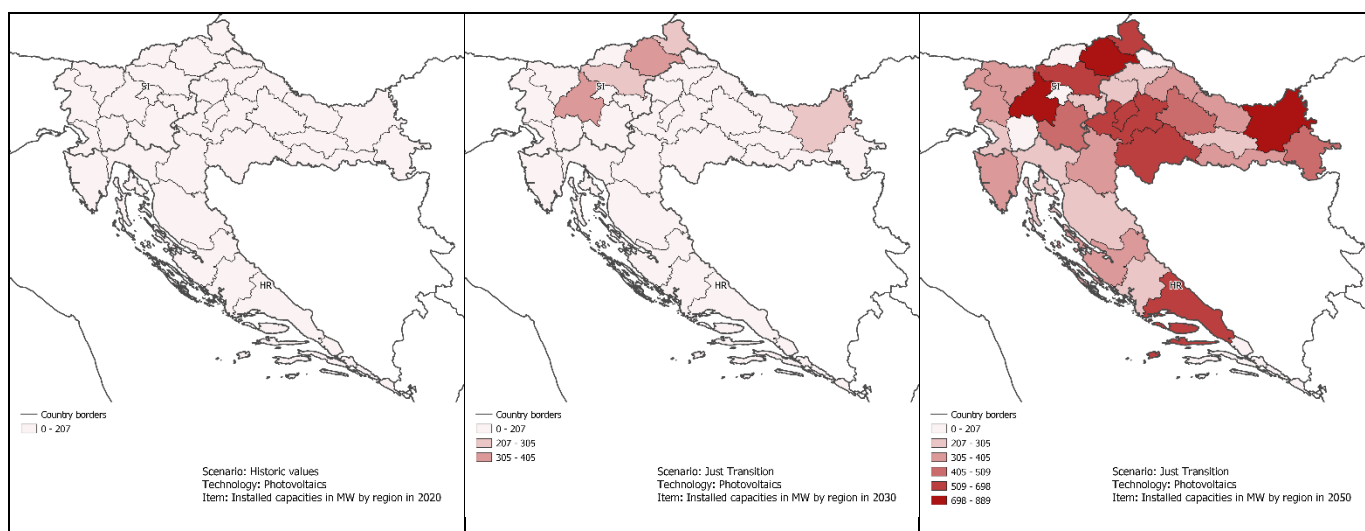 SI
HR
Country borders
0 - 207
Scenario: Historic values
Technology: Photovoltaics
Item: Installed capacities in MW by region in 2020
SI
HR
Country borders
0 - 207
207 - 305
305 - 405
Scenario: Just Transition
Technology: Photovoltaics
Item: Installed capacities in MW by region in 2030
SI
HR
Country borders
0 - 207
207 - 305
305 - 405
405 - 509
509 - 698
698 - 889
Scenario: Just Transition
Technology: Photovoltaics
Item: Installed capacities in MW by region in 2050